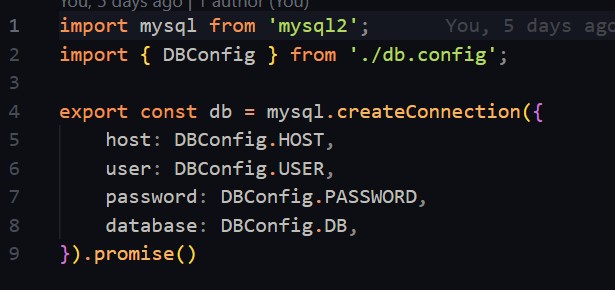 You, 5 days ago | 1 author (You)
1 import mysql from 'mysql2'; You, 5 days ago
2 import { DBConfig } from './db.config';
3
4 export const db = mysql.createConnection({
5 host: DBConfig.HOST,
6 user: DBConfig.USER,
7 password: DBConfig.PASSWORD,
8 database: DBConfig.DB,
9 }).promise()